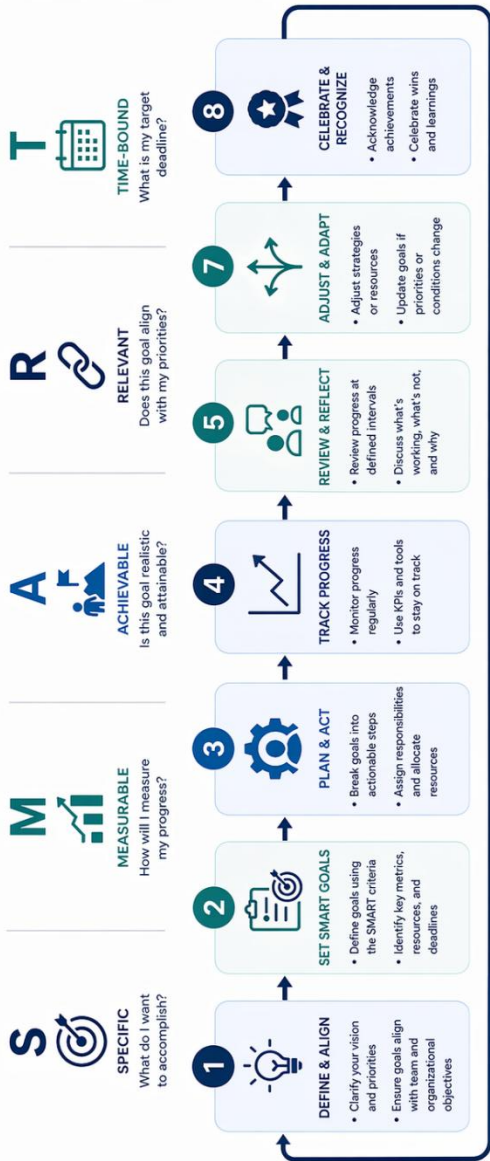 S
SPECIFIC
What do I want
to accomplish?
M
MEASURABLE
How will I measure
my progress?
A
ACHIEVABLE
Is this goal realistic
and attainable?
R
RELEVANT
Does this goal align
with my priorities?
T
TIME-BOUND
What is my target
deadline?
1
DEFINE & ALIGN
• Clarify your vision
and priorities
• Ensure goals align
with team and
organizational
objectives
2
SET SMART GOALS
• Define goals using
the SMART criteria
• Identify key metrics,
resources, and
deadlines
3
PLAN & ACT
• Break goals into
actionable steps
• Assign responsibilities
and allocate
resources
4
TRACK PROGRESS
• Monitor progress
regularly
• Use KPIs and tools
to stay on track
5
REVIEW & REFLECT
• Review progress at
defined intervals
• Discuss what's
working, what's not,
and why
7
ADJUST & ADAPT
• Adjust strategies
or resources
• Update goals if
priorities or
conditions change
8
CELEBRATE &
RECOGNIZE
• Acknowledge
achievements
• Celebrate wins
and learnings